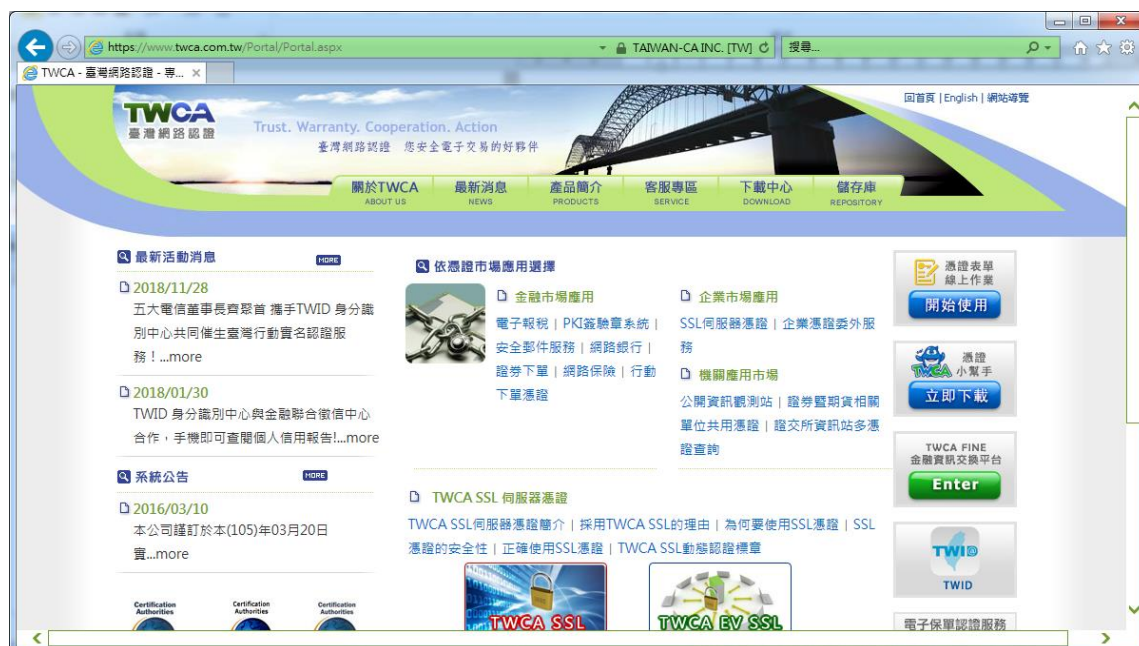 https://www.twca.com.tw/Portal/Portal.aspx
TAIWAN-CA INC. [TW]
搜尋...
TWCA - 臺灣網路認證 - 專...
回首頁 | English | 網站導覽
TWCA
臺灣網路認證
Trust. Warranty. Cooperation. Action
臺灣網路認證 您安全電子交易的好夥伴
關於TWCA 最新消息 產品簡介 客服專區 下載中心 儲存庫
ABOUT US NEWS PRODUCTS SERVICE DOWNLOAD REPOSITORY
最新活動消息 MORE
2018/11/28
五大電信董事長齊聚首 攜手TWID 身分識
別中心共同催生臺灣行動實名認證服
務！...more
2018/01/30
TWID 身分識別中心與金融聯合徵信中心
合作，手機即可查閱個人信用報告!...more
系統公告 MORE
2016/03/10
本公司謹訂於本(105)年03月20日
實...more
Certification
Authorities
Certification
Authorities
Certification
Authorities
依憑證市場應用選擇
金融市場應用
電子報稅 | PKI簽驗章系統 |
安全郵件服務 | 網路銀行 |
證券下單 | 網路保險 | 行動
下單憑證
企業市場應用
SSL伺服器憑證 | 企業憑證委外服
務
機關應用市場
公開資訊觀測站 | 證券暨期貨相關
單位共用憑證 | 證交所資訊站多憑
證查詢
TWCA SSL 伺服器憑證
TWCA SSL伺服器憑證簡介 | 採用TWCA SSL的理由 | 為何要使用SSL憑證 | SSL
憑證的安全性 | 正確使用SSL憑證 | TWCA SSL動態認證標章
TWCA SSL
TWCA EV SSL
憑證表單
線上作業
開始使用
憑證
TWCA 小幫手
立即下載
TWCA FINE
金融資訊交換平台
Enter
TWID
TWID
電子保單認證服務